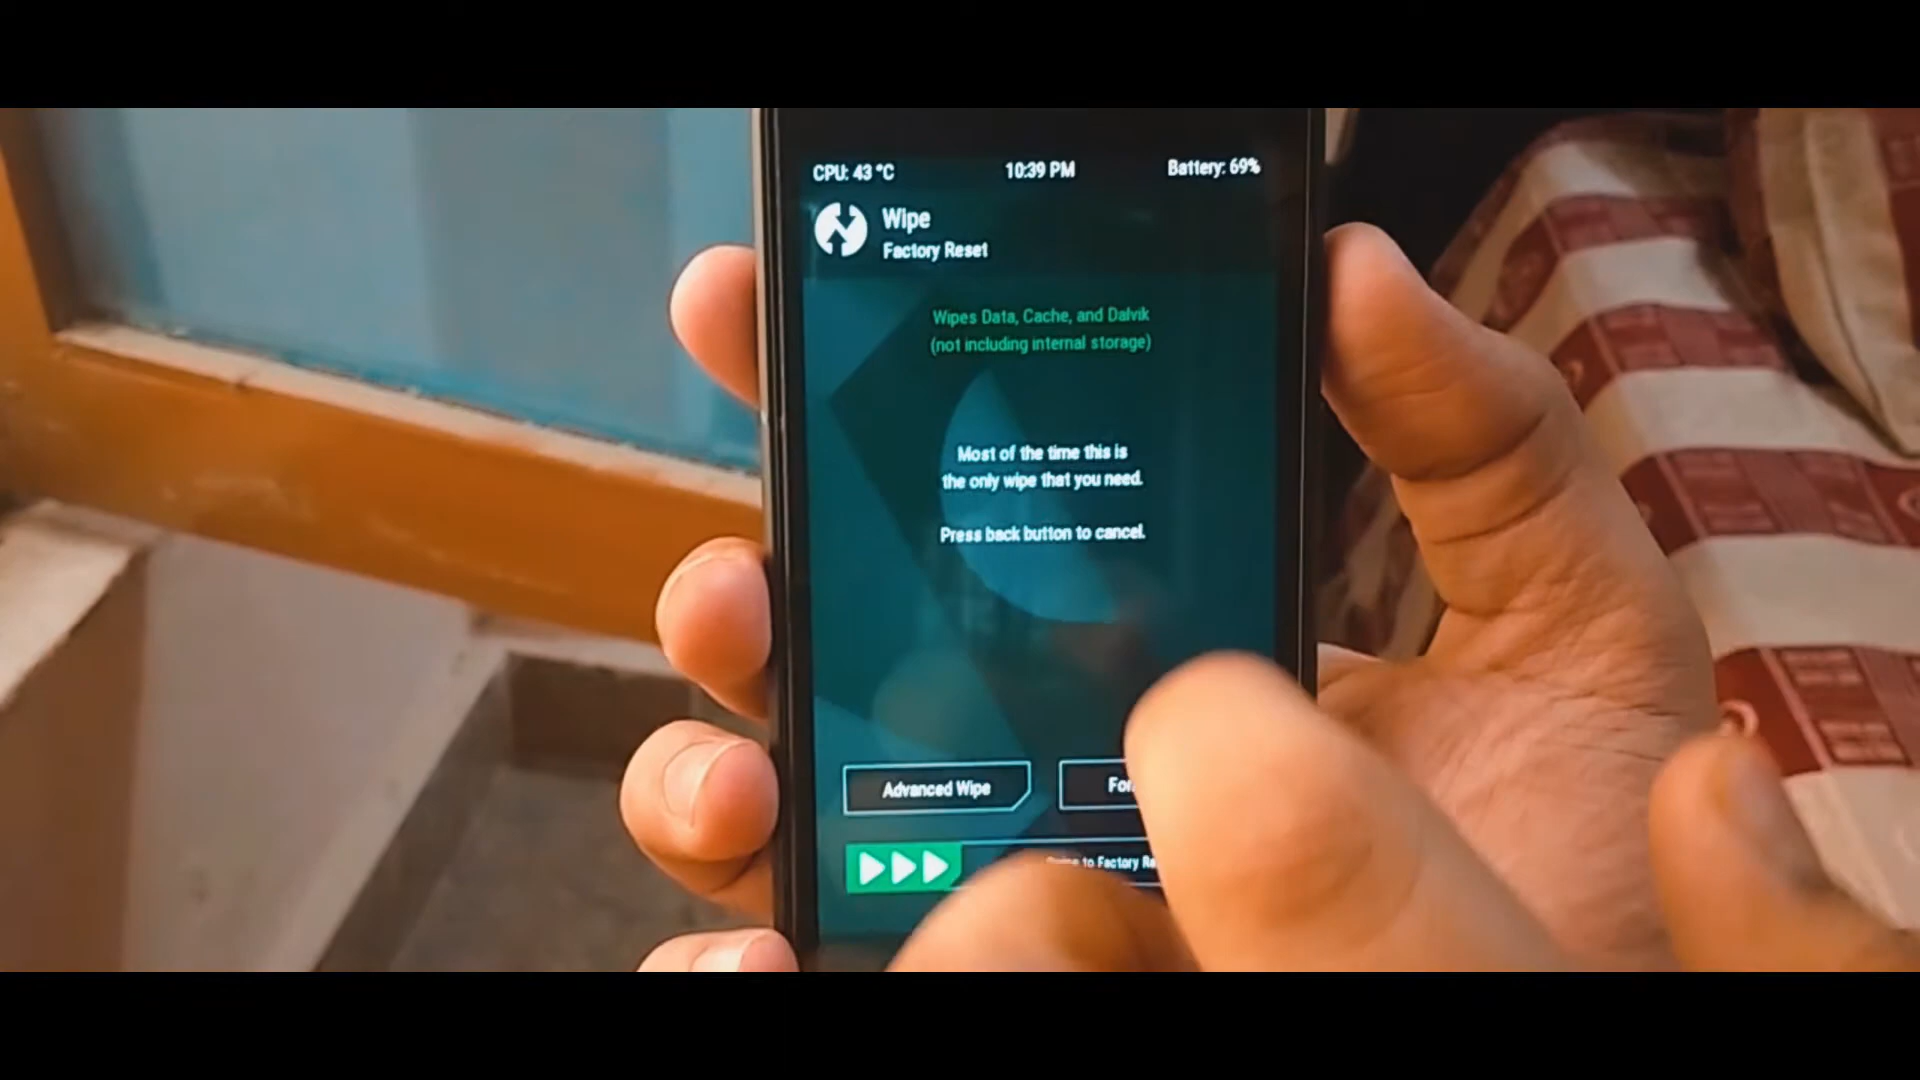 CPU: 43 °C 10:39 PM Battery: 69%
Wipe
Factory Reset
Wipes Data, Cache, and Dalvik
(not including internal storage)
Most of the time this is
the only wipe that you need.
Press back button to cancel.
Advanced Wipe
to Factory